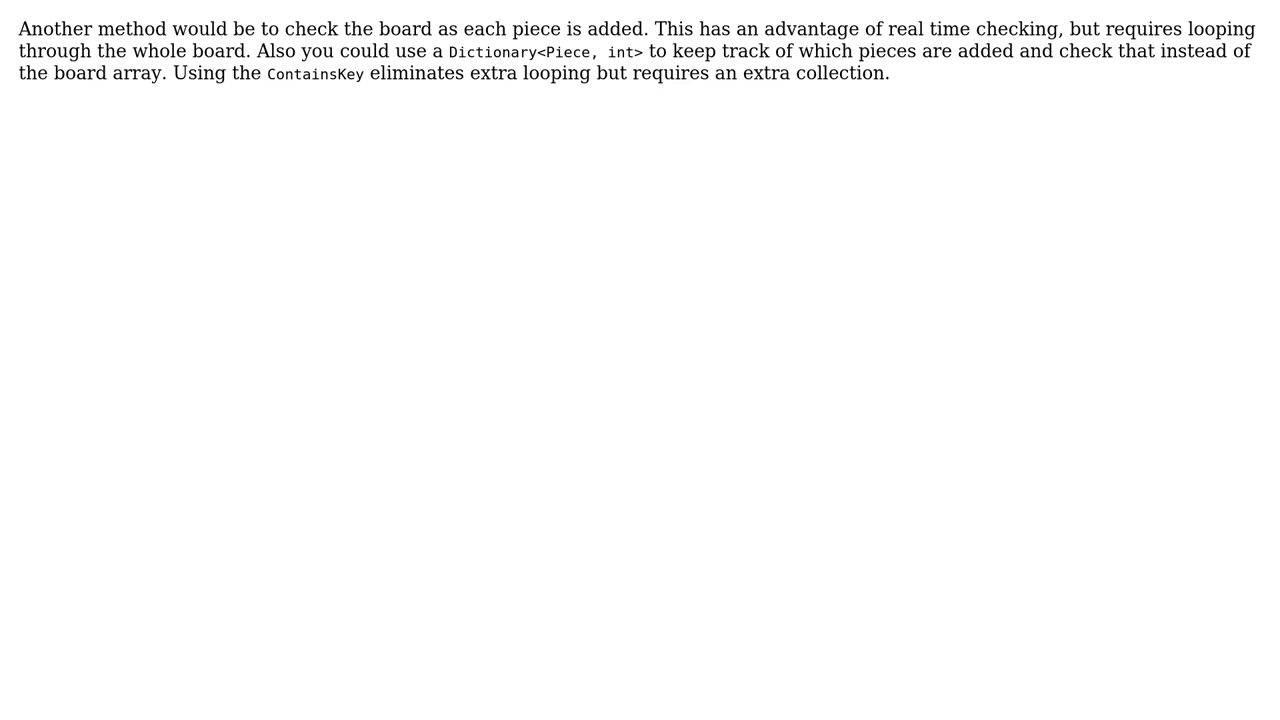 Another method would be to check the board as each piece is added. This has an advantage of real time checking, but requires looping
through the whole board. Also you could use a Dictionary<Piece, int> to keep track of which pieces are added and check that instead of
the board array. Using the ContainsKey eliminates extra looping but requires an extra collection.